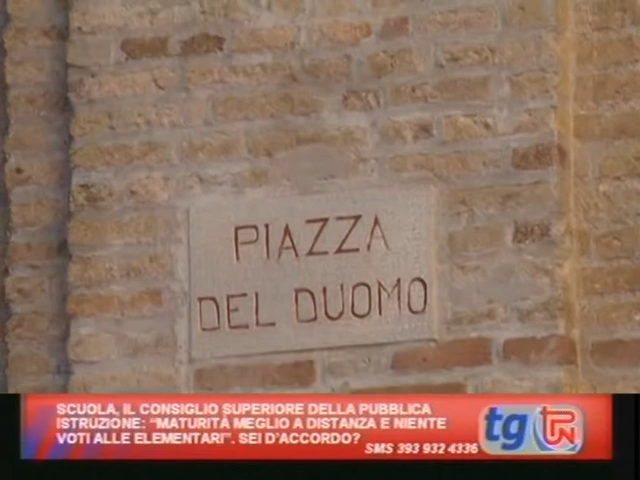 PIAZZA
DEL DUOMO
SCUOLA, IL CONSIGLIO SUPERIORE DELLA PUBBLICA
ISTRUZIONE: “MATURITÀ MEGLIO A DISTANZA E NIENTE
VOTI ALLE ELEMENTARI”. SEI D'ACCORDO?
SMS 393 932 4336
tg TPN